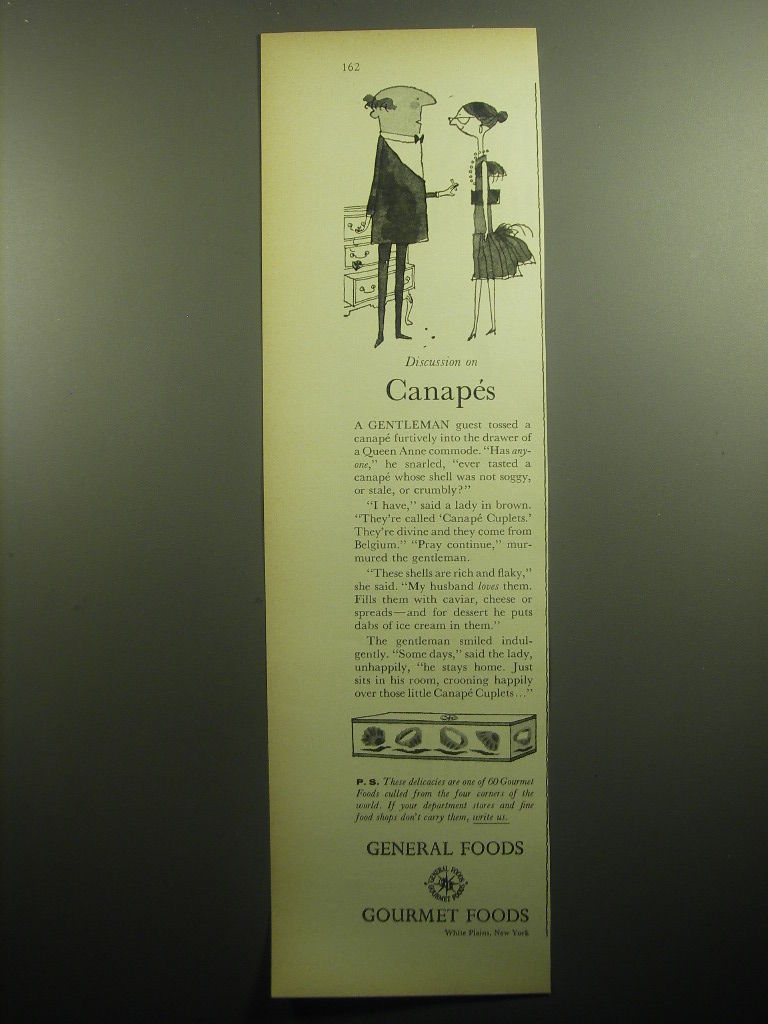 162
Discussion on
Canapés
A GENTLEMAN guest tossed a
canapé furtively into the drawer of
a Queen Anne commode. “Has any-
one,” he snarled, “ever tasted a
canapé whose shell was not soggy,
or stale, or crumbly?”
“I have,” said a lady in brown.
“They're called ‘Canapé Cuplets.’
They're divine and they come from
Belgium.” “Pray continue,” mur-
mured the gentleman.
“These shells are rich and flaky,”
she said. “My husband loves them.
Fills them with caviar, cheese or
spreads—and for dessert he puts
dabs of ice cream in them.”
The gentleman smiled indul-
gently. “Some days,” said the lady,
unhappily, “he stays home. Just
sits in his room, crooning happily
over those little Canapé Cuplets...”
P. S. These delicacies are one of 60 Gourmet
Foods culled from the four corners of the
world. If your department stores and fine
food shops don't carry them, write us.
GENERAL FOODS
GENERAL FOODS
GOURMET FOODS
GOURMET FOODS
White Plains, New York